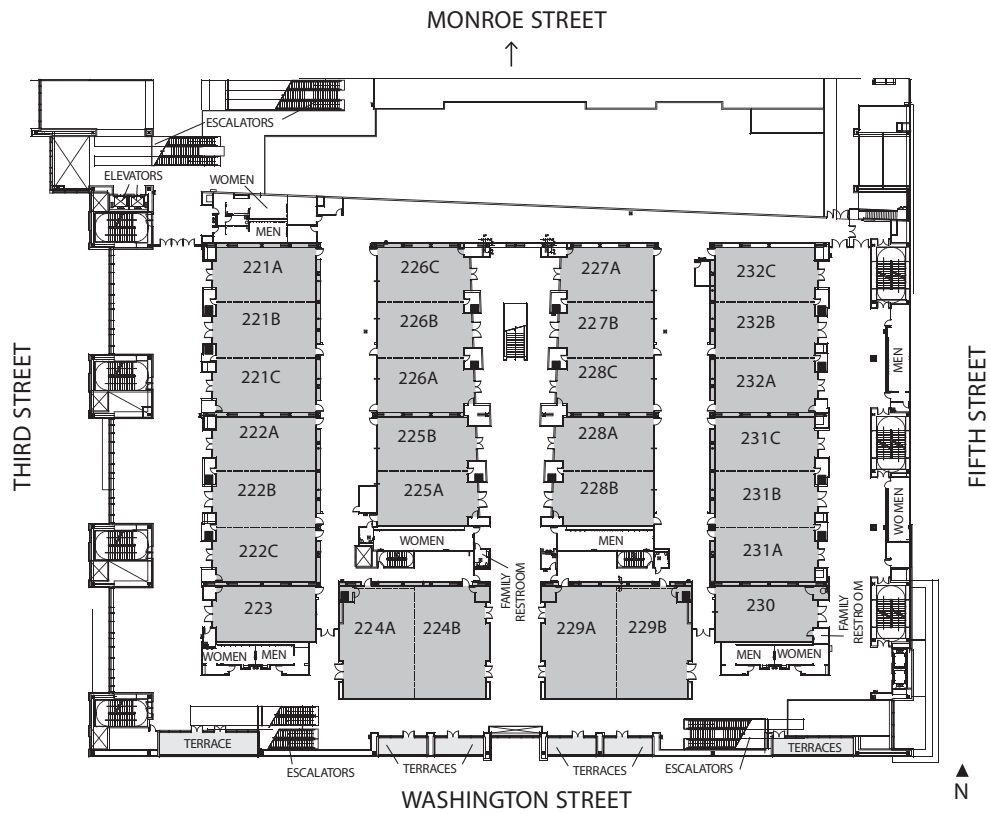 MONROE STREET
↑
ESCALATORS
ELEVATORS
WOMEN
MEN
221A
226C
227A
232C
221B
226B
227B
232B
221C
226A
228C
232A
MEN
THIRD STREET
FIFTH STREET
222A
225B
228A
231C
222B
225A
228B
231B
WOMEN
222C
WOMEN
MEN
231A
FAMILY
RESTROOM
223
224A
224B
229A
229B
230
FAMILY
RESTROOM
WOMEN
MEN
MEN
WOMEN
TERRACE
TERRACES
ESCALATORS
TERRACES
TERRACES
ESCALATORS
WASHINGTON STREET
N